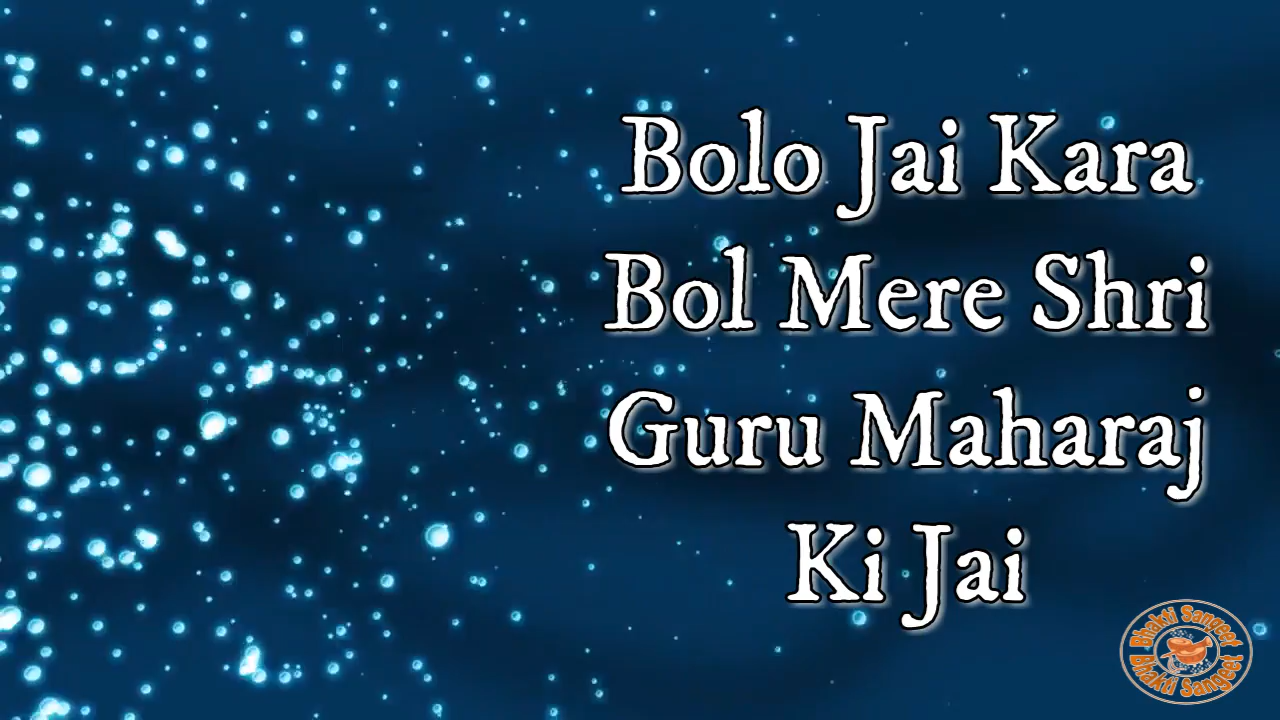 Bolo Jai Kara
Bol Mere Shri
Guru Maharaj
Ki Jai
Bhakti Sangeet
Bhakti Sangeet